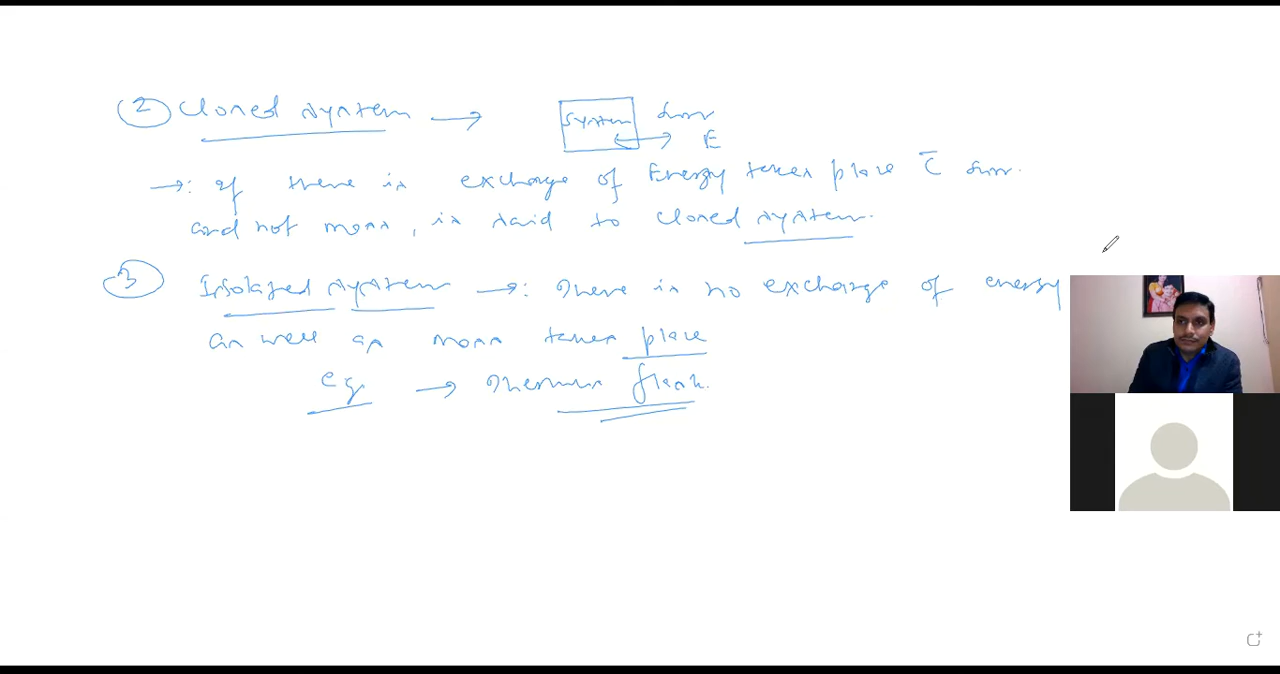 ② Closed system → System surr
E
→: If there is exchange of Energy takes place c̄ surr.
and not mass, is said to closed system.
③ Isolated system →: There is no exchange of energy
as well as mass takes place
eg → Thermos flask.